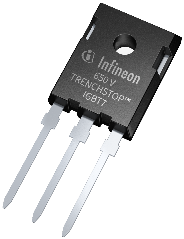 Infineon
650 V
TRENCHSTOP™
IGBT7